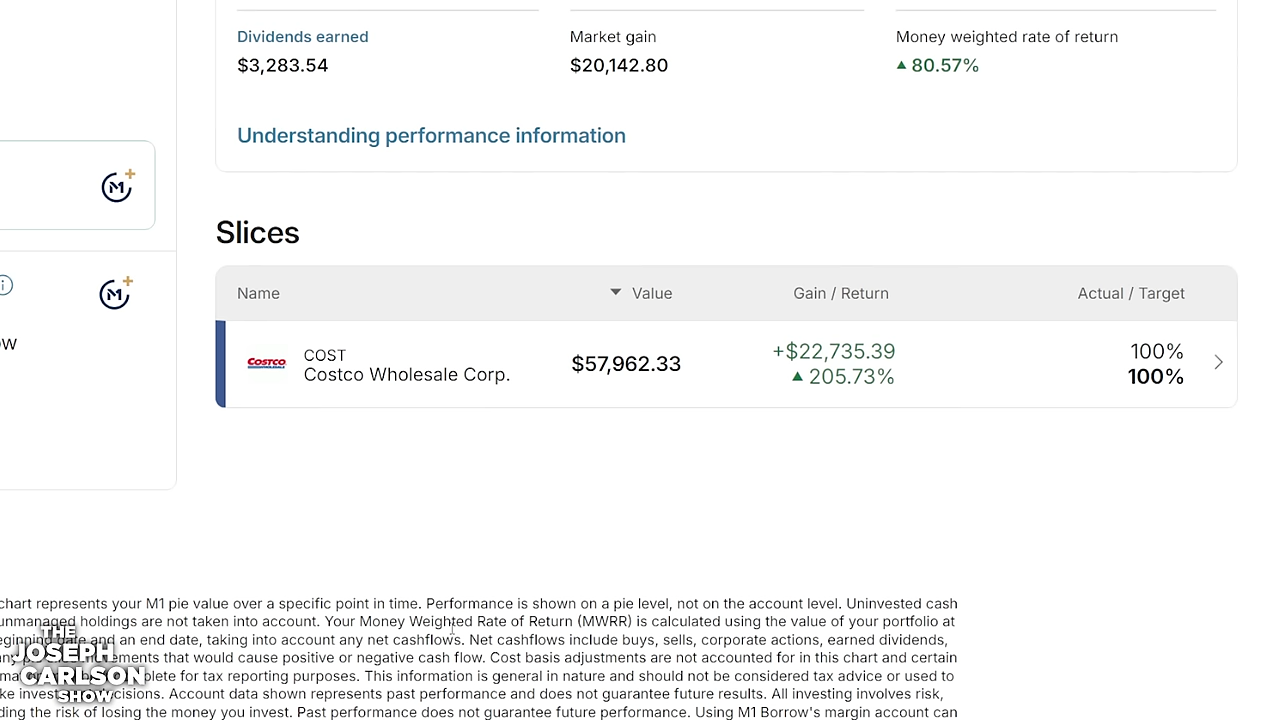 Dividends earned
Market gain
Money weighted rate of return
$3,283.54
$20,142.80
80.57%
Understanding performance information
Slices
Name
Value
Gain / Return
Actual / Target
COSTCO
WHOLESALE
COST
Costco Wholesale Corp.
$57,962.33
+$22,735.39
205.73%
100%
100%
chart represents your M1 pie value over a specific point in time. Performance is shown on a pie level, not on the account level. Uninvested cash
unmanaged holdings are not taken into account. Your Money Weighted Rate of Return (MWRR) is calculated using the value of your portfolio at
date and an end date, taking into account any net cashflows. Net cashflows include buys, sells, corporate actions, earned dividends,
that would cause positive or negative cash flow. Cost basis adjustments are not accounted for in this chart and certain
for tax reporting purposes. This information is general in nature and should not be considered tax advice or used to
Account data shown represents past performance and does not guarantee future results. All investing involves risk,
the risk of losing the money you invest. Past performance does not guarantee future performance. Using M1 Borrow's margin account can
THE
JOSEPH
CARLSON
SHOW